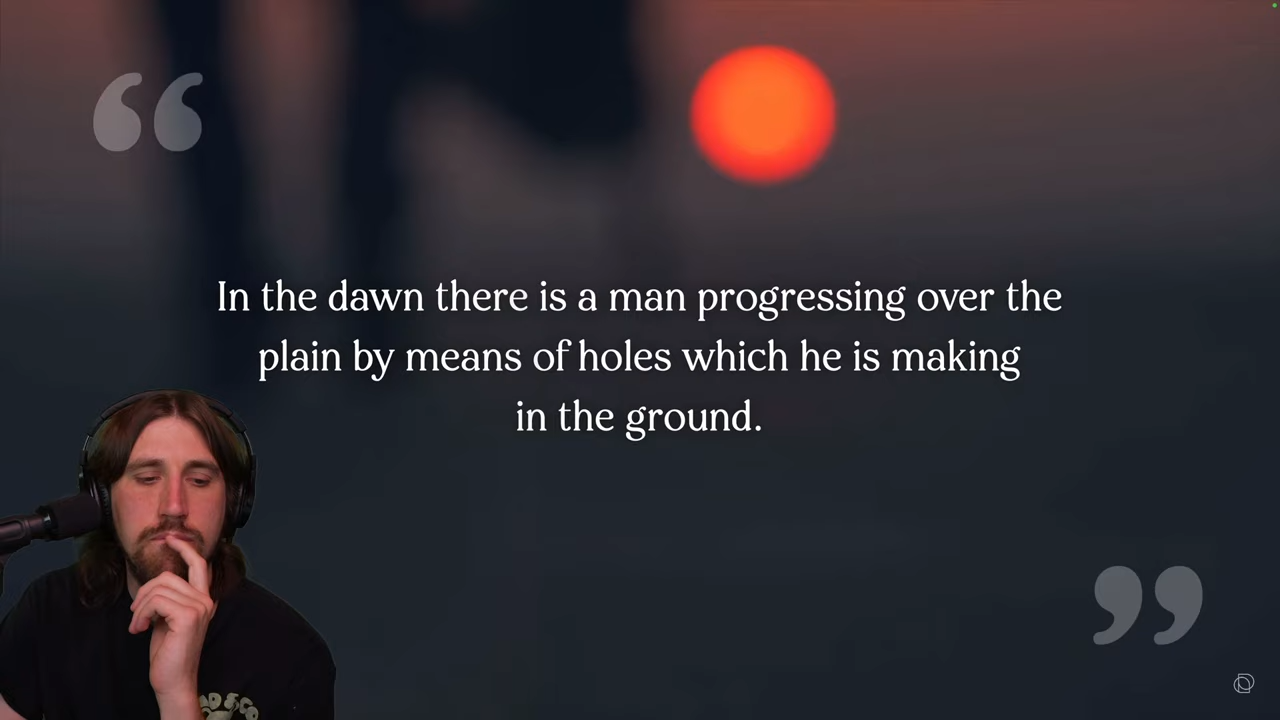 In the dawn there is a man progressing over the
plain by means of holes which he is making
in the ground.